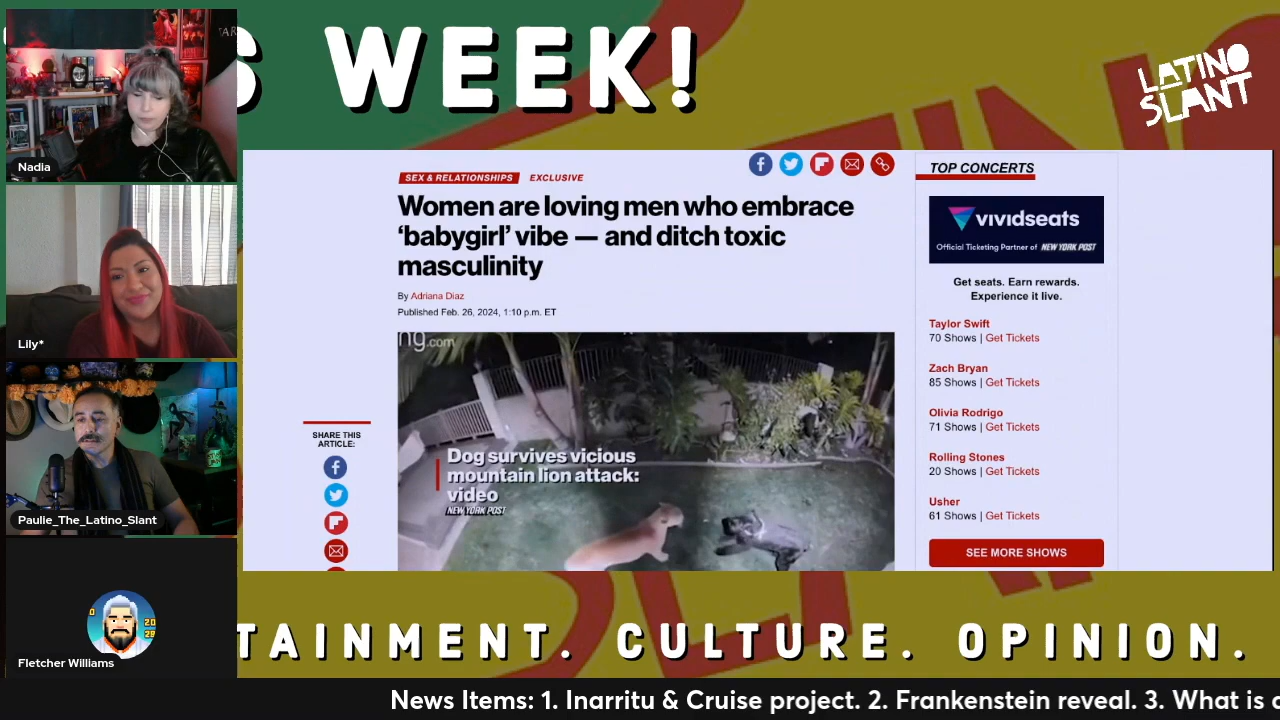 S WEEK!
LATINO
SLANT
Nadia
Lily*
Paulie_The_Latino_Slant
Fletcher Williams
SEX & RELATIONSHIPS EXCLUSIVE
Women are loving men who embrace
‘babygirl’ vibe — and ditch toxic
masculinity
By Adriana Diaz
Published Feb. 26, 2024, 1:10 p.m. ET
SHARE THIS
ARTICLE:
ng.com
Dog survives vicious
mountain lion attack:
video
NEW YORK POST
TOP CONCERTS
vividseats
Official Ticketing Partner of NEW YORK POST
Get seats. Earn rewards.
Experience it live.
Taylor Swift
70 Shows | Get Tickets
Zach Bryan
85 Shows | Get Tickets
Olivia Rodrigo
71 Shows | Get Tickets
Rolling Stones
20 Shows | Get Tickets
Usher
61 Shows | Get Tickets
SEE MORE SHOWS
TAINMENT. CULTURE. OPINION.
News Items: 1. Inarritu & Cruise project. 2. Frankenstein reveal. 3. What is